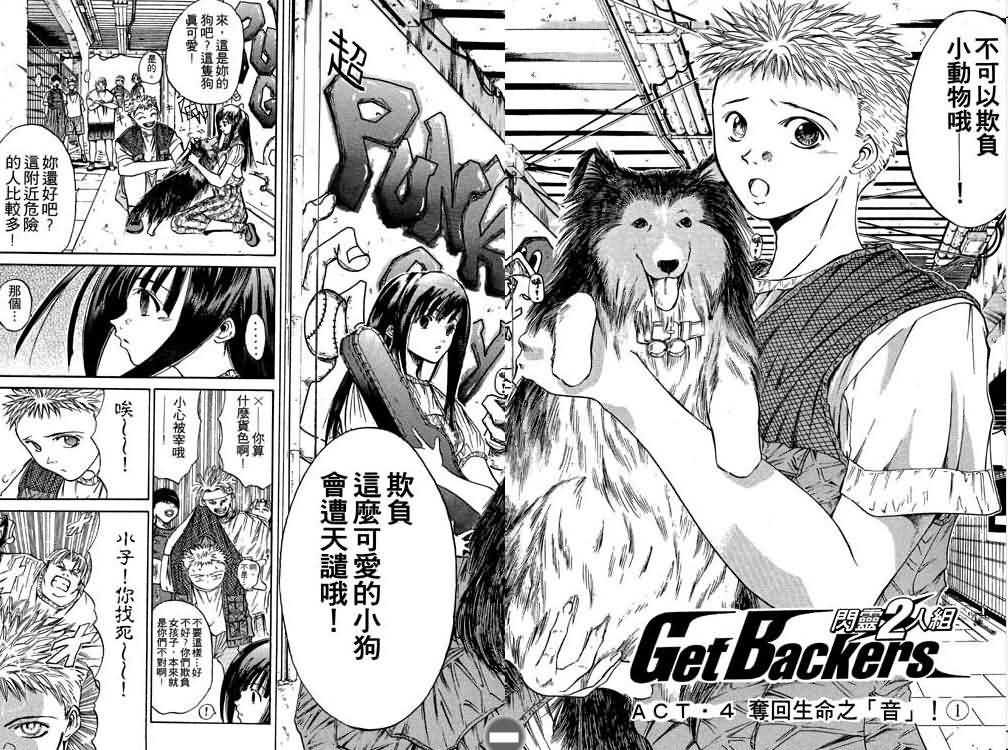 不可以欺負
小動物哦——！
欺負
這麼可愛的小狗
會遭天譴哦！
超
PUNK
閃靈2人組
GetBackers
ACT・4 奪回生命之「音」！①
來，這是妳的
狗吧？這隻狗
真可愛！
是的。
妳還好吧？
這附近危險
的人比較多！
……
那個…
×——你算
什麼貨色啊！
小心被宰哦
唉～～～！
不是…
不要這樣…好
不好？你們欺負
女孩子，本來就
是你們不對啊！
！
小子！你找死～～！